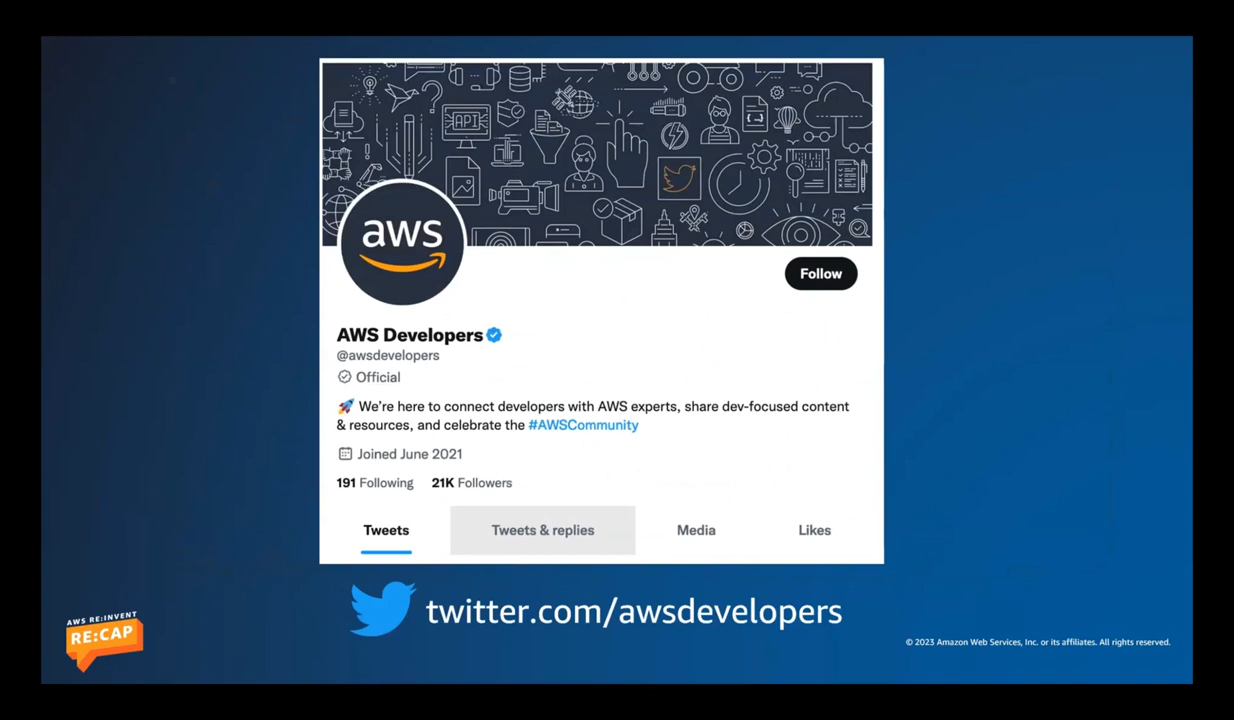 API
aws
Follow
AWS Developers
@awsdevelopers
Official
🚀 We're here to connect developers with AWS experts, share dev-focused content
& resources, and celebrate the #AWSCommunity
Joined June 2021
191 Following 21K Followers
Tweets Tweets & replies Media Likes
twitter.com/awsdevelopers
AWS RE:INVENT
RE:CAP
© 2023 Amazon Web Services, Inc. or its affiliates. All rights reserved.